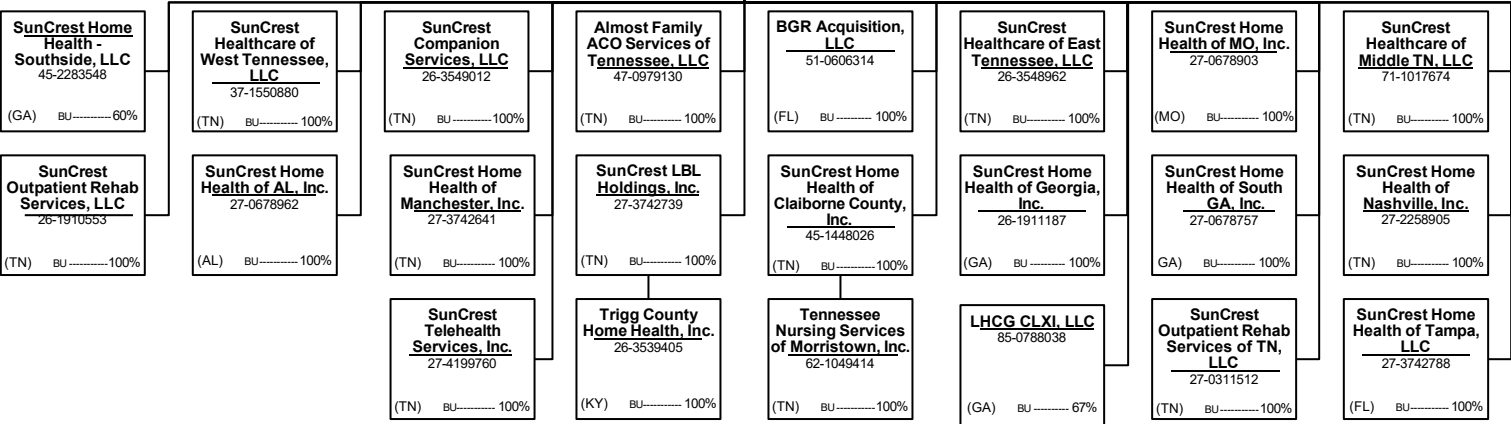 SunCrest Home
Health -
Southside, LLC
45-2283548
(GA) BU-----------60%
SunCrest
Healthcare of
West Tennessee,
LLC
37-1550880
(TN) BU----------- 100%
SunCrest
Companion
Services, LLC
26-3549012
(TN) BU-----------100%
Almost Family
ACO Services of
Tennessee, LLC
47-0979130
(TN) BU----------- 100%
BGR Acquisition,
LLC
51-0606314
(FL) BU----------- 100%
SunCrest
Healthcare of East
Tennessee, LLC
26-3548962
(TN) BU----------- 100%
SunCrest Home
Health of MO, Inc.
27-0678903
(MO) BU----------- 100%
SunCrest
Healthcare of
Middle TN, LLC
71-1017674
(TN) BU----------- 100%
SunCrest
Outpatient Rehab
Services, LLC
26-1910553
(TN) BU-----------100%
SunCrest Home
Health of AL, Inc.
27-0678962
(AL) BU----------- 100%
SunCrest Home
Health of
Manchester, Inc.
27-3742641
(TN) BU----------- 100%
SunCrest LBL
Holdings, Inc.
27-3742739
(TN) BU----------- 100%
SunCrest Home
Health of
Claiborne County,
Inc.
45-1448026
(TN) BU-----------100%
SunCrest Home
Health of Georgia,
Inc.
26-1911187
(GA) BU----------- 100%
SunCrest Home
Health of South
GA, Inc.
27-0678757
GA) BU----------- 100%
SunCrest Home
Health of
Nashville, Inc.
27-2258905
(TN) BU----------- 100%
SunCrest
Telehealth
Services, Inc.
27-4199760
(TN) BU----------- 100%
Trigg County
Home Health, Inc.
26-3539405
(KY) BU----------- 100%
Tennessee
Nursing Services
of Morristown, Inc.
62-1049414
(TN) BU-----------100%
LHCG CLXI, LLC
85-0788038
(GA) BU---------- 67%
SunCrest
Outpatient Rehab
Services of TN,
LLC
27-0311512
(TN) BU-----------100%
SunCrest Home
Health of Tampa,
LLC
27-3742788
(FL) BU-----------100%